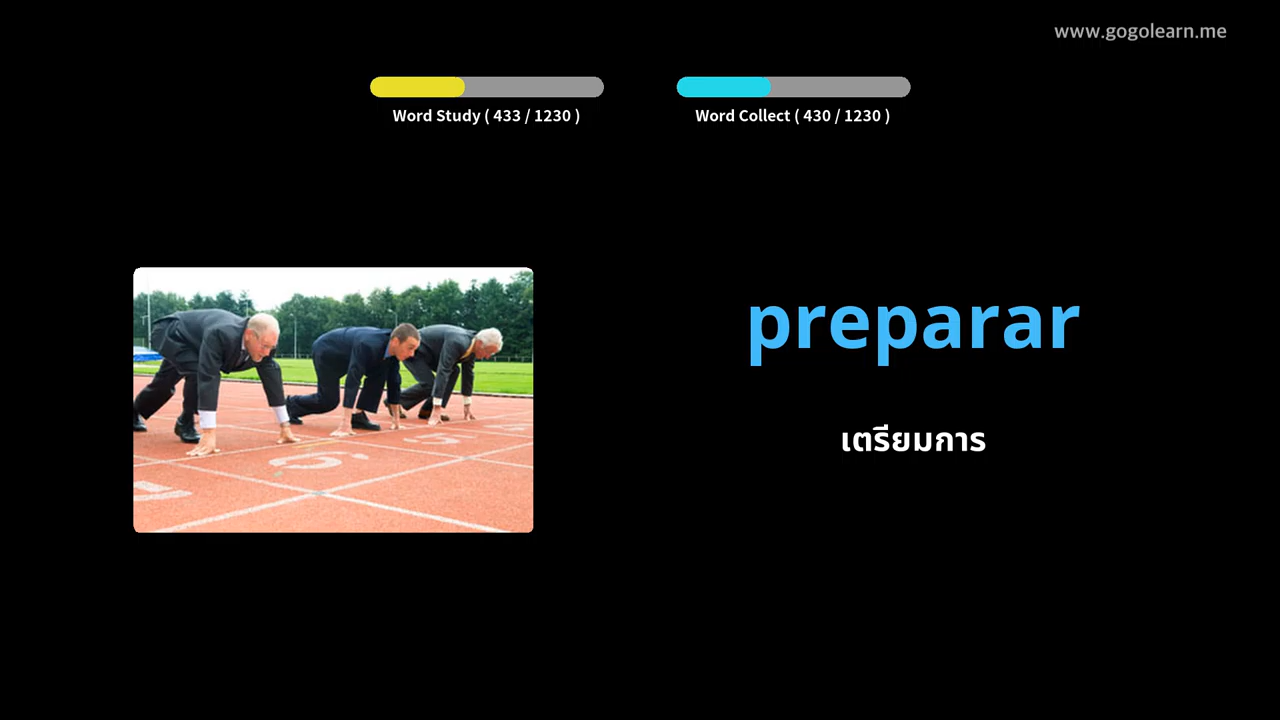 www.gogolearn.me
Word Study ( 433 / 1230 )
Word Collect ( 430 / 1230 )
preparar
เตรียมการ